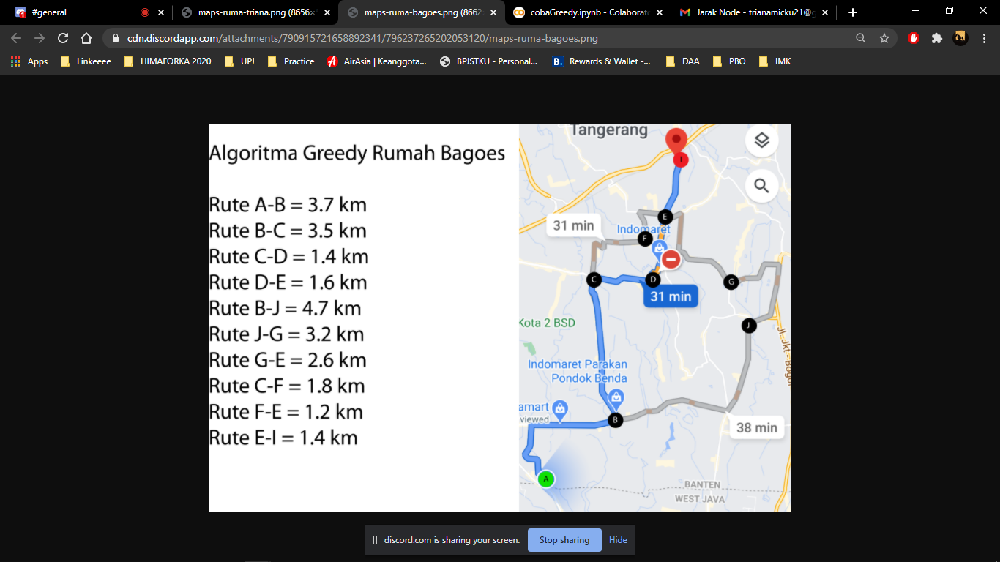 #general
maps-ruma-triana.png (8656×
maps-ruma-bagoes.png (8662
cobaGreedy.ipynb - Colaborat
Jarak Node - trianamicku21@g
cdn.discordapp.com/attachments/790915721658892341/796237265202053120/maps-ruma-bagoes.png
Apps
Linkeeee
HIMAFORKA 2020
UPJ
Practice
AirAsia | Keanggota...
BPJSTKU - Personal...
B.
Rewards & Wallet -...
DAA
PBO
IMK
Algoritma Greedy Rumah Bagoes
Rute A-B = 3.7 km
Rute B-C = 3.5 km
Rute C-D = 1.4 km
Rute D-E = 1.6 km
Rute B-J = 4.7 km
Rute J-G = 3.2 km
Rute G-E = 2.6 km
Rute C-F = 1.8 km
Rute F-E = 1.2 km
Rute E-I = 1.4 km
Tangerang
I
E
31 min
Indomaret
F
C
D
G
31 min
Kota 2 BSD
J
Jl. Jkt - Bogor
Indomaret Parakan
Pondok Benda
amart
viewed
B
38 min
A
BANTEN
WEST JAVA
discord.com is sharing your screen.
Stop sharing
Hide